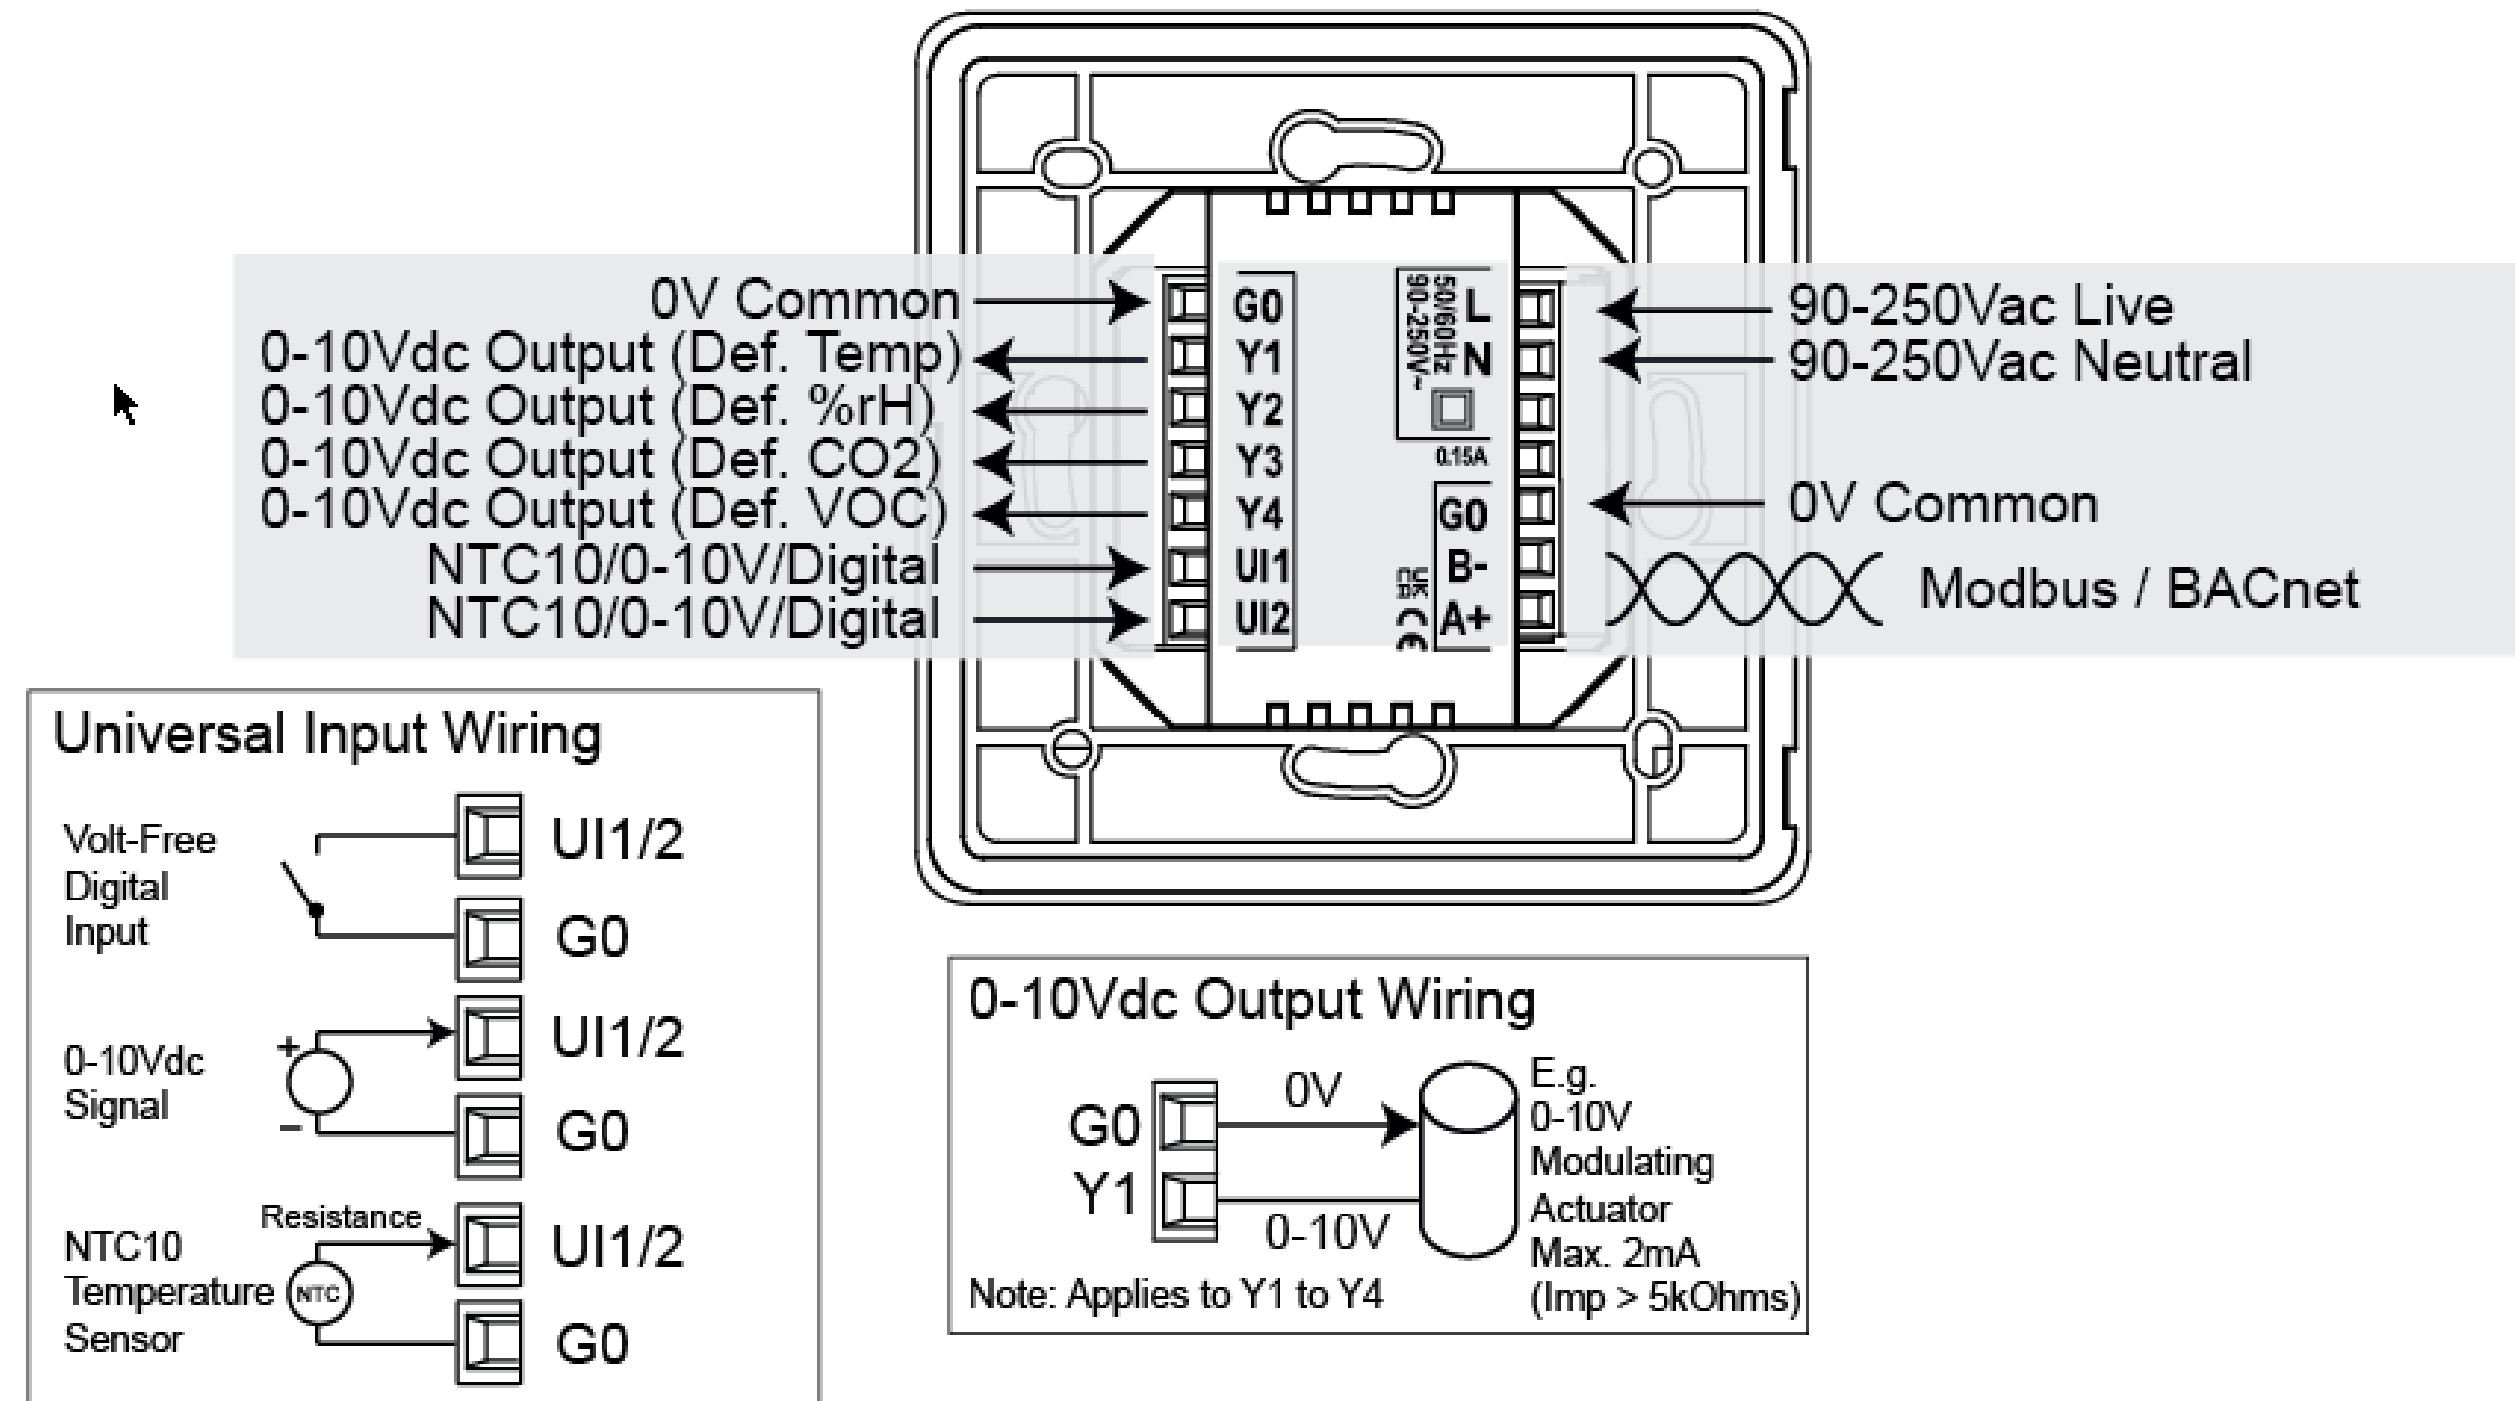 0V Common
0-10Vdc Output (Def. Temp)
0-10Vdc Output (Def. %rH)
0-10Vdc Output (Def. CO2)
0-10Vdc Output (Def. VOC)
NTC10/0-10V/Digital
NTC10/0-10V/Digital
G0
Y1
Y2
Y3
Y4
UI1
UI2
90-250V~
50/60Hz
L
N
0.15A
G0
B-
A+
UK
CA
CE
90-250Vac Live
90-250Vac Neutral
0V Common
Modbus / BACnet
Universal Input Wiring
Volt-Free
Digital
Input
UI1/2
G0
0-10Vdc
Signal
+
−
UI1/2
G0
NTC10
Temperature
Sensor
Resistance
NTC
UI1/2
G0
0-10Vdc Output Wiring
G0
Y1
0V
0-10V
E.g.
0-10V
Modulating
Actuator
Max. 2mA
(Imp > 5kOhms)
Note: Applies to Y1 to Y4